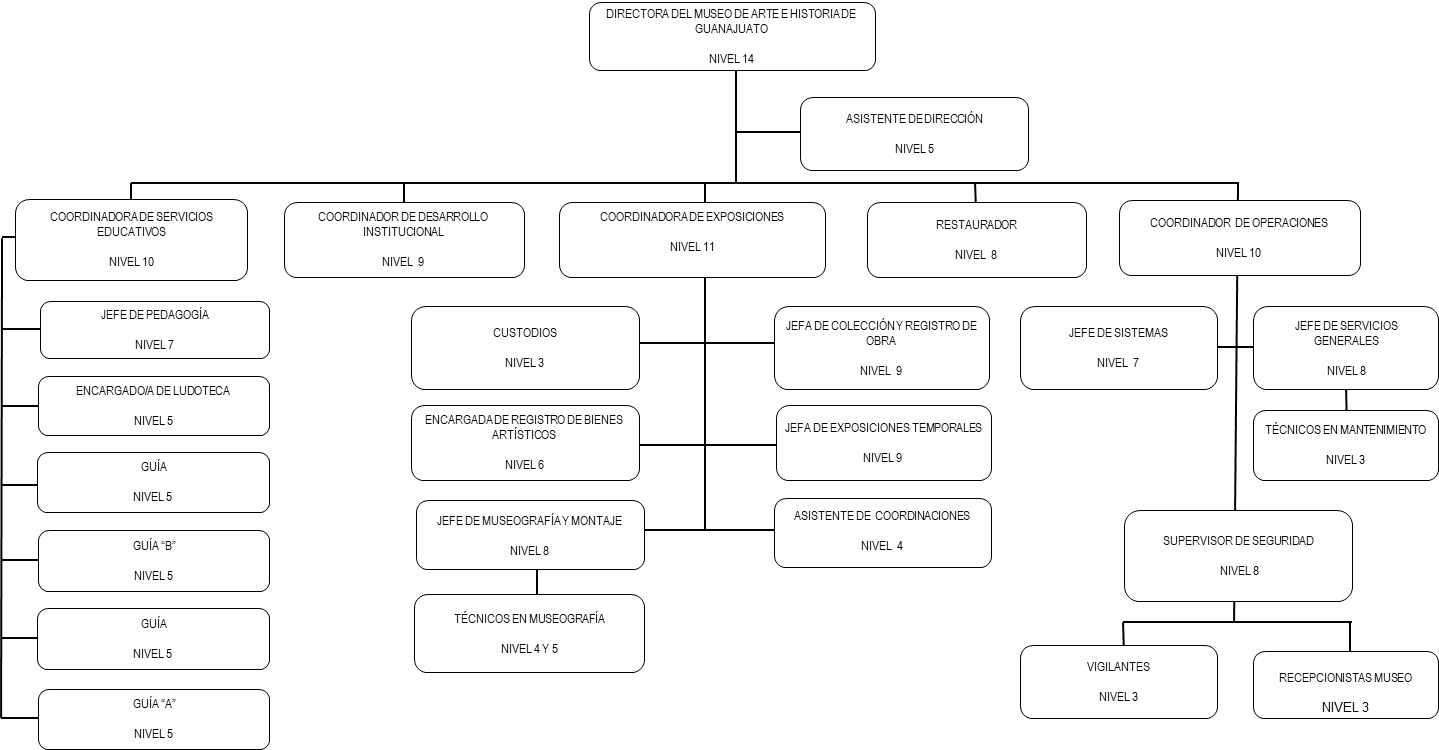 DIRECTORA DEL MUSEO DE ARTE E HISTORIA DE
GUANAJUATO
NIVEL 14
ASISTENTE DE DIRECCIÓN
NIVEL 5
COORDINADORA DE SERVICIOS
EDUCATIVOS
NIVEL 10
COORDINADOR DE DESARROLLO
INSTITUCIONAL
NIVEL 9
COORDINADORA DE EXPOSICIONES
NIVEL 11
RESTAURADOR
NIVEL 8
COORDINADOR DE OPERACIONES
NIVEL 10
JEFE DE PEDAGOGÍA
NIVEL 7
ENCARGADO/A DE LUDOTECA
NIVEL 5
GUÍA
NIVEL 5
GUÍA “B”
NIVEL 5
GUÍA
NIVEL 5
GUÍA “A”
NIVEL 5
CUSTODIOS
NIVEL 3
JEFA DE COLECCIÓN Y REGISTRO DE
OBRA
NIVEL 9
ENCARGADA DE REGISTRO DE BIENES
ARTÍSTICOS
NIVEL 6
JEFA DE EXPOSICIONES TEMPORALES
NIVEL 9
JEFE DE MUSEOGRAFÍA Y MONTAJE
NIVEL 8
ASISTENTE DE COORDINACIONES
NIVEL 4
TÉCNICOS EN MUSEOGRAFÍA
NIVEL 4 Y 5
JEFE DE SISTEMAS
NIVEL 7
JEFE DE SERVICIOS
GENERALES
NIVEL 8
TÉCNICOS EN MANTENIMIENTO
NIVEL 3
SUPERVISOR DE SEGURIDAD
NIVEL 8
VIGILANTES
NIVEL 3
RECEPCIONISTAS MUSEO
NIVEL 3